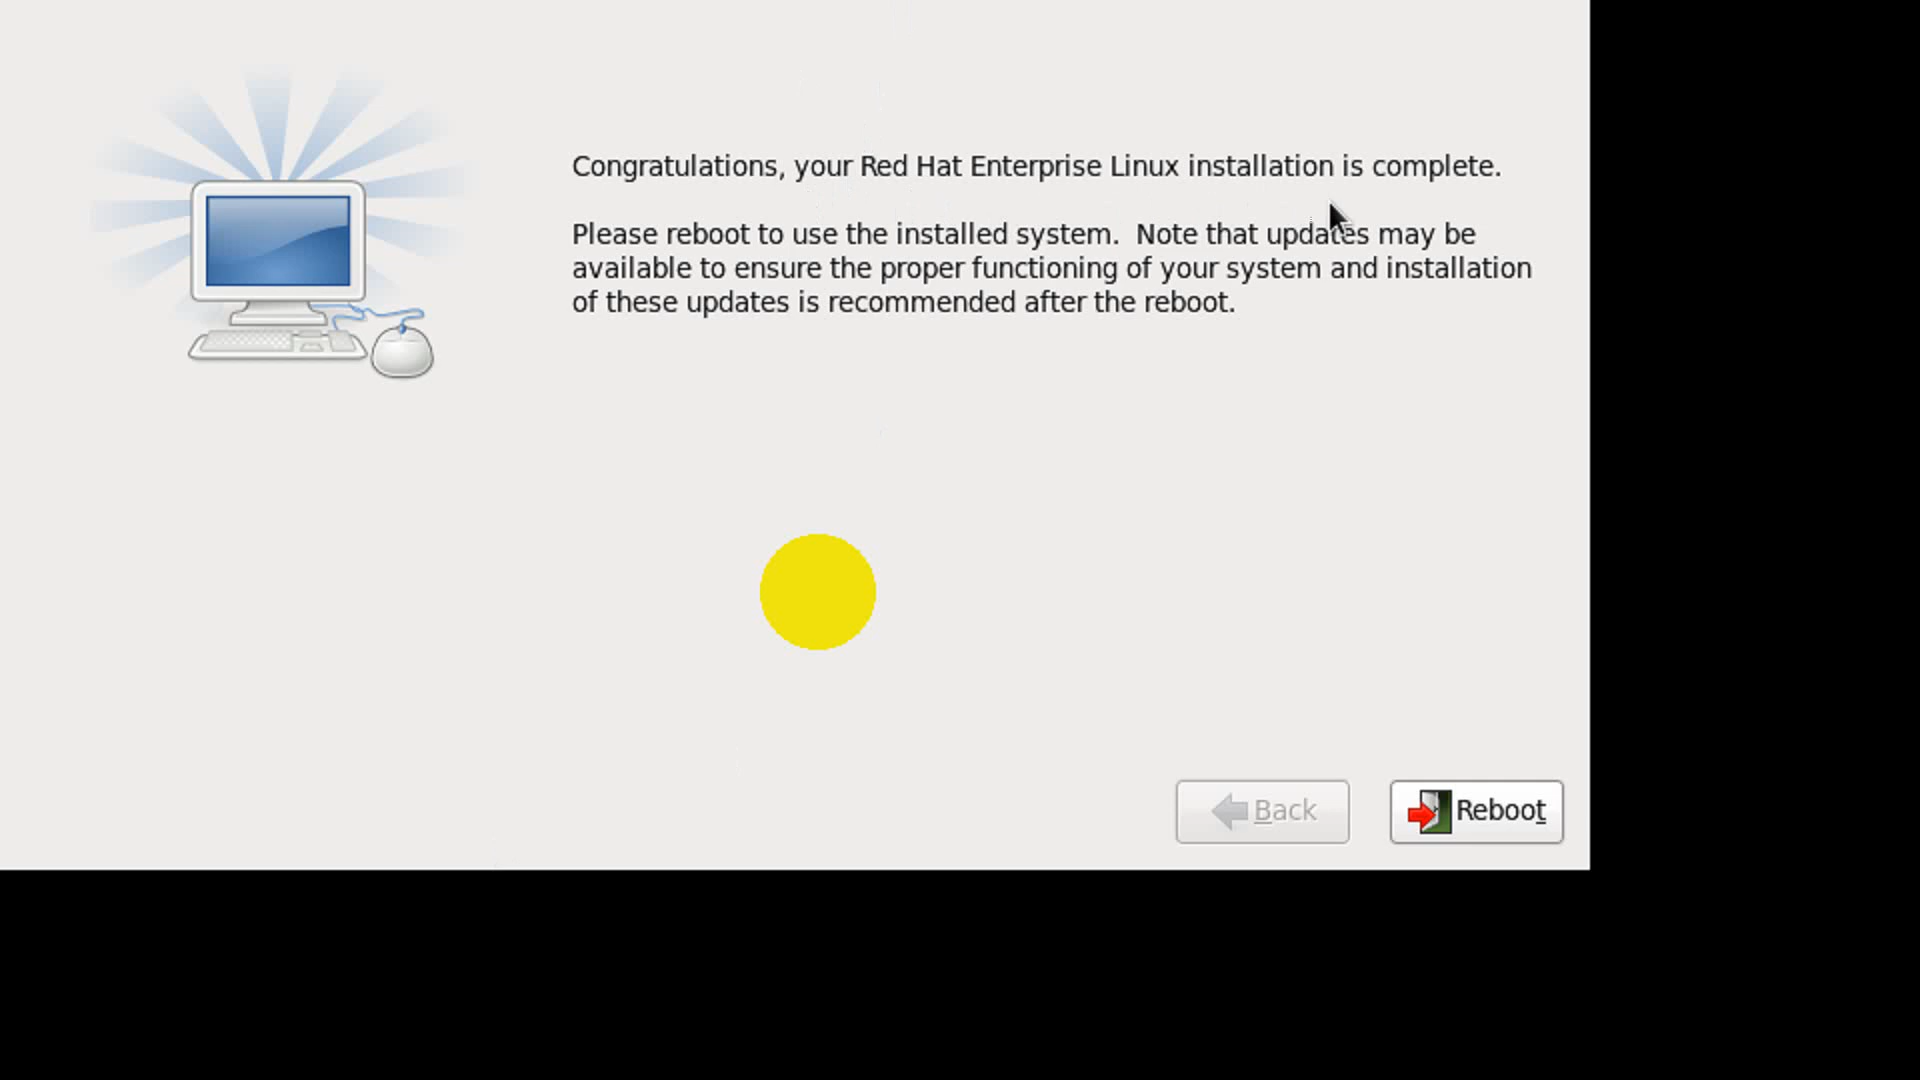 Congratulations, your Red Hat Enterprise Linux installation is complete.
Please reboot to use the installed system.  Note that updates may be
available to ensure the proper functioning of your system and installation
of these updates is recommended after the reboot.
Back
Reboot